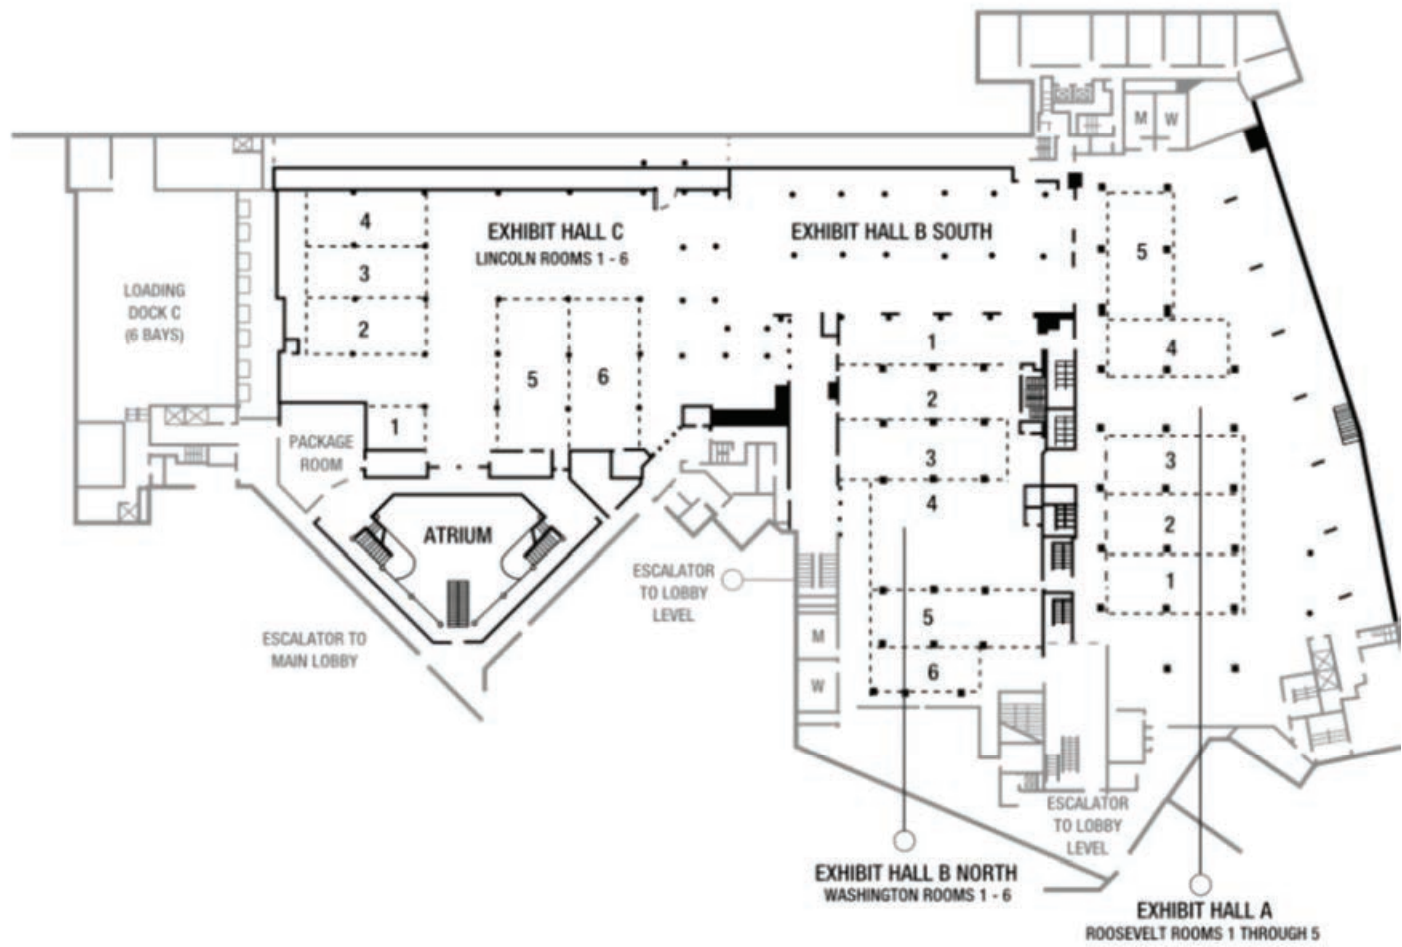 M
W
EXHIBIT HALL C
LINCOLN ROOMS 1 - 6
EXHIBIT HALL B SOUTH
4
3
2
1
5
6
LOADING
DOCK C
(6 BAYS)
PACKAGE
ROOM
ATRIUM
ESCALATOR TO
MAIN LOBBY
ESCALATOR
TO LOBBY
LEVEL
M
W
1
2
3
4
5
6
5
4
3
2
1
ESCALATOR
TO LOBBY
LEVEL
EXHIBIT HALL B NORTH
WASHINGTON ROOMS 1 - 6
EXHIBIT HALL A
ROOSEVELT ROOMS 1 THROUGH 5